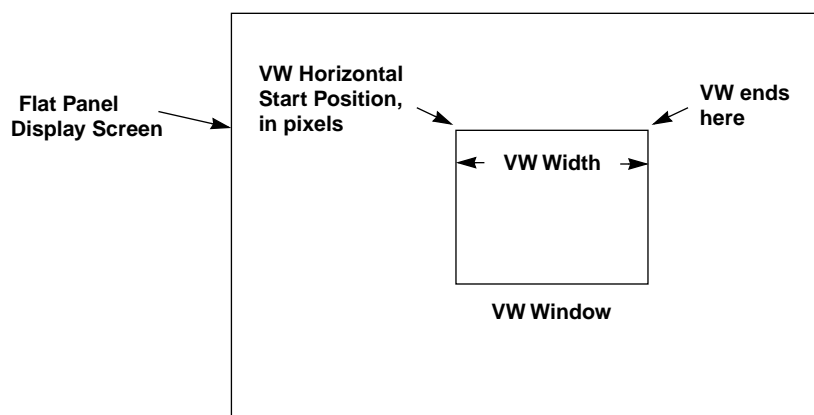 VW Horizontal
Start Position,
in pixels
Flat Panel
Display Screen
VW ends
here
VW Width
VW Window